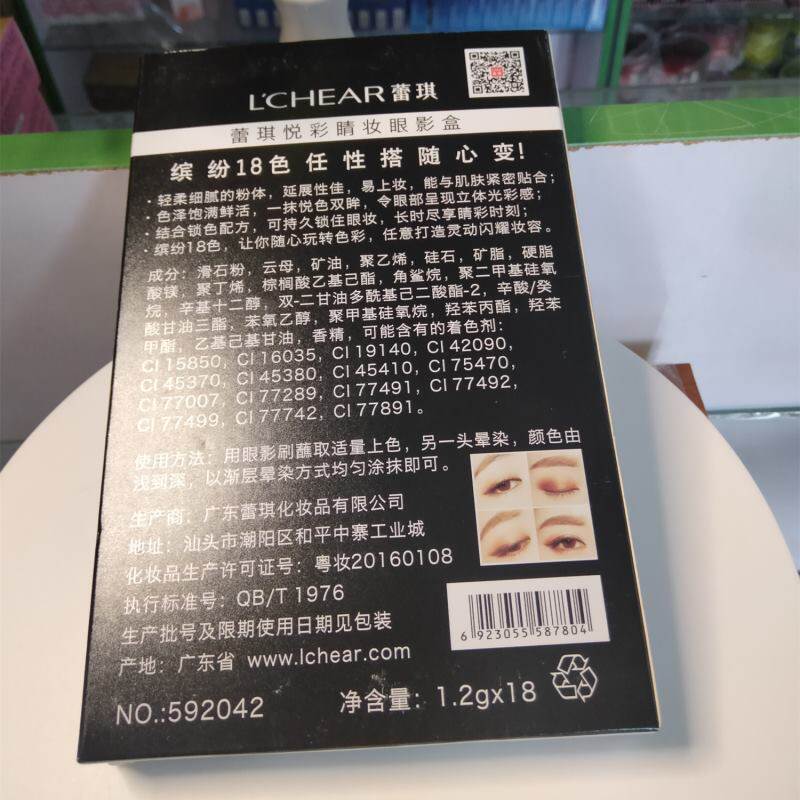 L'CHEAR蕾琪
蕾琪悦彩睛妆眼影盒
缤纷18色 任性搭随心变!
· 轻柔细腻的粉体，延展性佳，易上妆，能与肌肤紧密贴合；
· 色泽饱满鲜活，一抹悦色双眸，令眼部呈现立体光彩感；
· 结合锁色配方，可持久锁住眼妆，长时尽享睛彩时刻；
· 缤纷18色，让你随心玩转色彩，任意打造灵动闪耀妆容。
成分：滑石粉，云母，矿油，聚乙烯，硅石，矿脂，硬脂
酸镁，聚丁烯，棕榈酸乙基己酯，角鲨烷，聚二甲基硅氧
烷，辛基十二醇，双-二甘油多酰基己二酸酯-2，辛酸/癸
酸甘油三酯，苯氧乙醇，聚甲基硅氧烷，羟苯丙酯，羟苯
甲酯，乙基己基甘油，香精，可能含有的着色剂：
CI 15850, CI 16035, CI 19140, CI 42090,
CI 45370, CI 45380, CI 45410, CI 75470,
CI 77007, CI 77289, CI 77491, CI 77492,
CI 77499, CI 77742, CI 77891。
使用方法：用眼影刷蘸取适量上色，另一头晕染，颜色由
浅到深，以渐层晕染方式均匀涂抹即可。
生产商：广东蕾琪化妆品有限公司
地址：汕头市潮阳区和平中寨工业城
化妆品生产许可证号：粤妆20160108
执行标准号：QB/T 1976
生产批号及限期使用日期见包装
产地：广东省 www.lchear.com
6 923055 587804
NO.:592042
净含量：1.2gx18